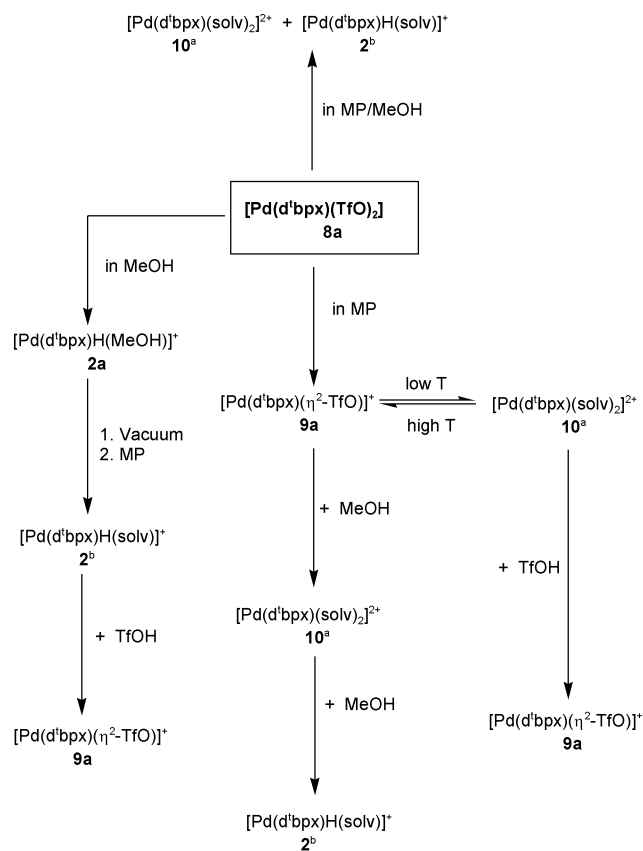 [Pd(dᵗbpx)(solv)₂]²⁺ + [Pd(dᵗbpx)H(solv)]⁺
10ᵃ 2ᵇ
in MP/MeOH
[Pd(dᵗbpx)(TfO)₂]
8a
in MeOH
in MP
[Pd(dᵗbpx)H(MeOH)]⁺
2a
[Pd(dᵗbpx)(η²-TfO)]⁺
9a
low T
high T
[Pd(dᵗbpx)(solv)₂]²⁺
10ᵃ
1. Vacuum
2. MP
+ MeOH
[Pd(dᵗbpx)H(solv)]⁺
2ᵇ
+ TfOH
[Pd(dᵗbpx)(solv)₂]²⁺
10ᵃ
+ TfOH
+ MeOH
[Pd(dᵗbpx)(η²-TfO)]⁺
9a
[Pd(dᵗbpx)(η²-TfO)]⁺
9a
[Pd(dᵗbpx)H(solv)]⁺
2ᵇ